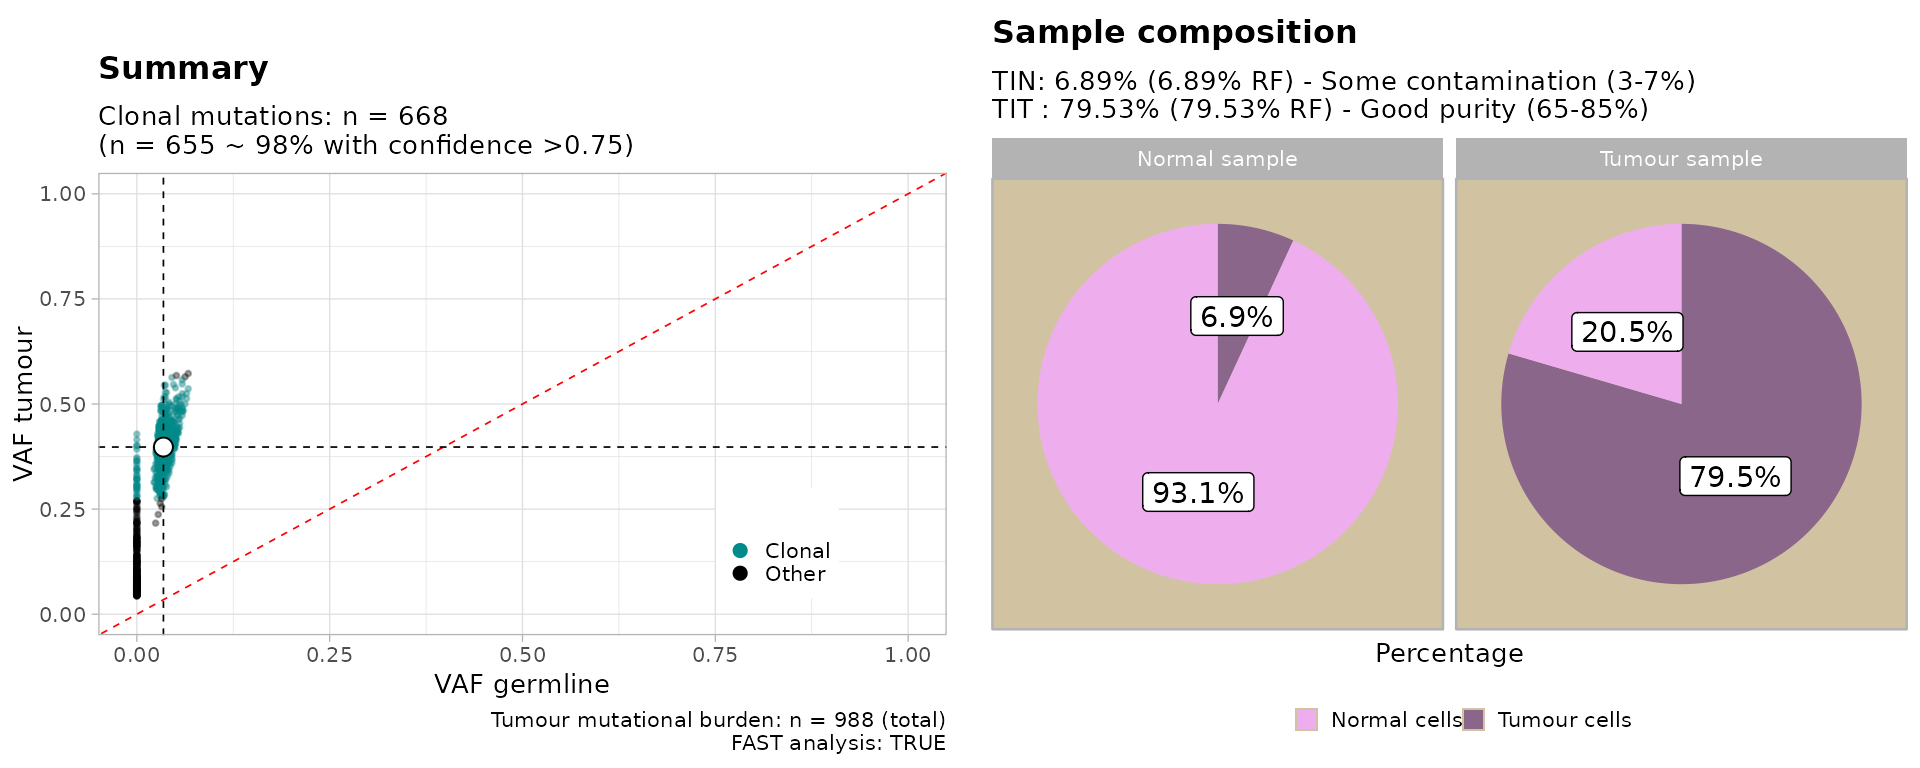 Summary
Clonal mutations: n = 668
(n = 655 ~ 98% with confidence >0.75)
1.00
0.75
0.50
0.25
0.00
VAF tumour
0.00 0.25 0.50 0.75 1.00
VAF germline
Clonal
Other
Tumour mutational burden: n = 988 (total)
FAST analysis: TRUE
Sample composition
TIN: 6.89% (6.89% RF) - Some contamination (3-7%)
TIT : 79.53% (79.53% RF) - Good purity (65-85%)
Normal sample
6.9%
93.1%
Tumour sample
20.5%
79.5%
Percentage
Normal cells Tumour cells